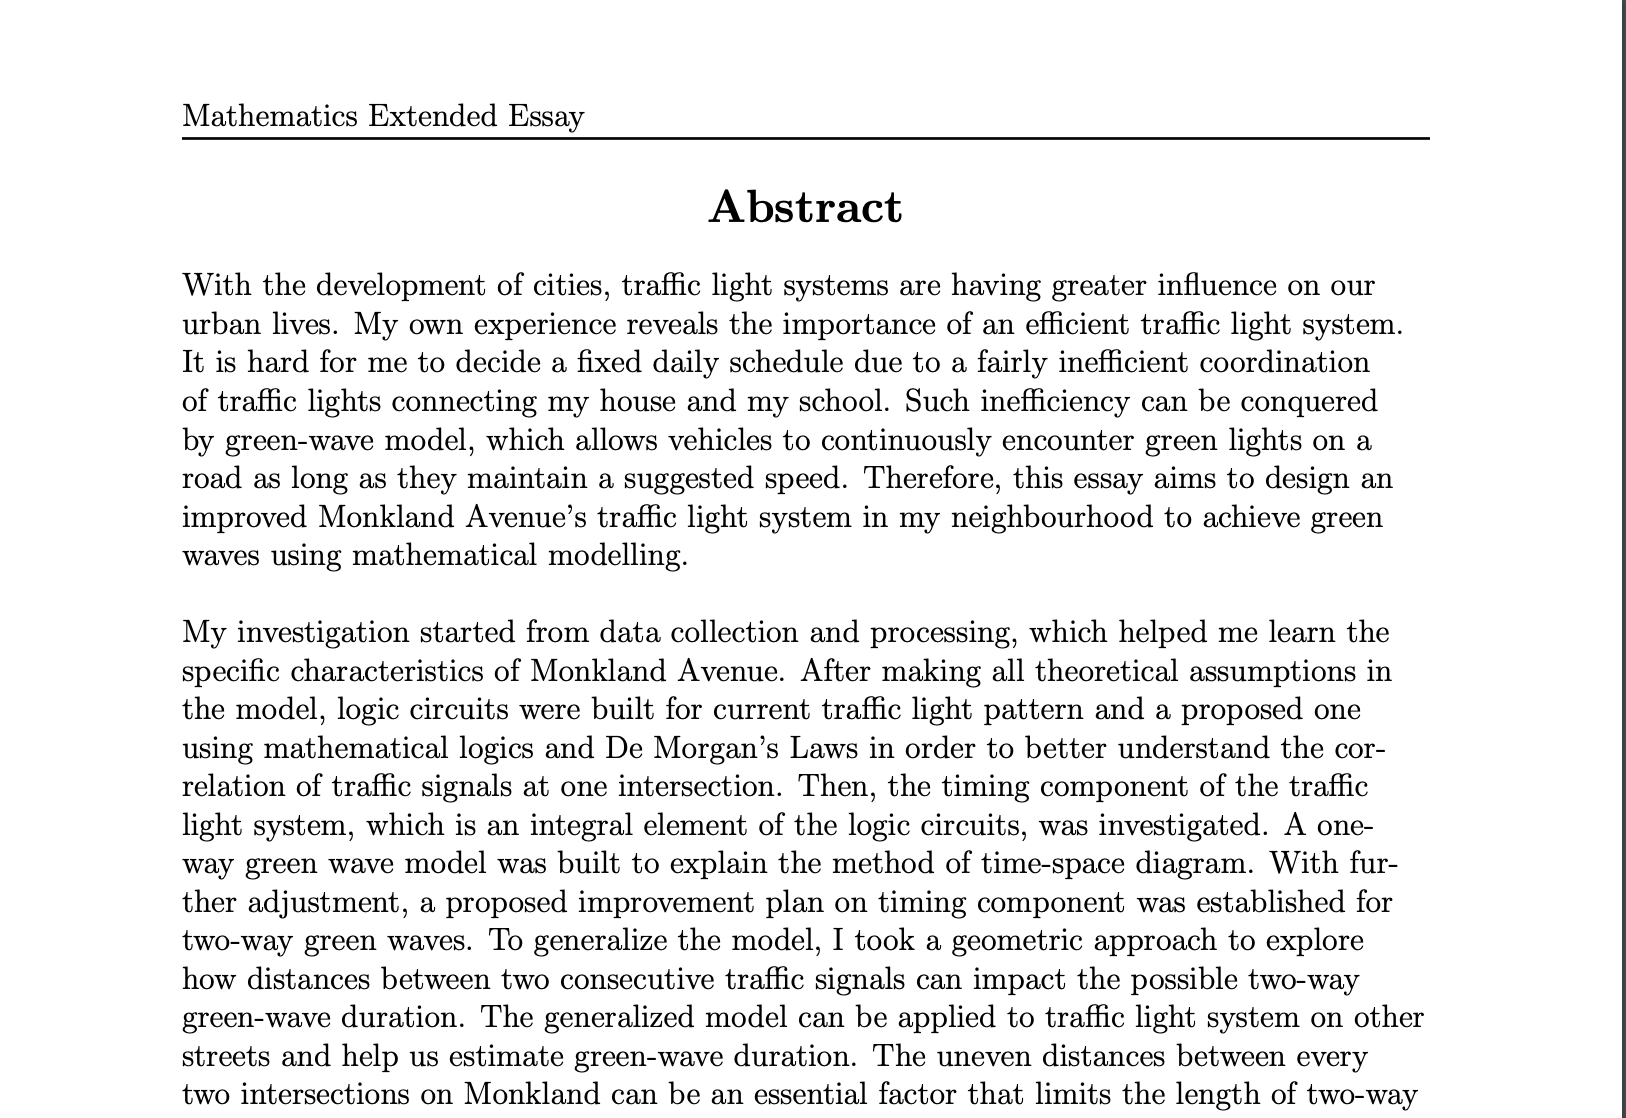 Mathematics Extended Essay
Abstract
With the development of cities, traffic light systems are having greater influence on our
urban lives. My own experience reveals the importance of an efficient traffic light system.
It is hard for me to decide a fixed daily schedule due to a fairly inefficient coordination
of traffic lights connecting my house and my school. Such inefficiency can be conquered
by green-wave model, which allows vehicles to continuously encounter green lights on a
road as long as they maintain a suggested speed. Therefore, this essay aims to design an
improved Monkland Avenue's traffic light system in my neighbourhood to achieve green
waves using mathematical modelling.
My investigation started from data collection and processing, which helped me learn the
specific characteristics of Monkland Avenue. After making all theoretical assumptions in
the model, logic circuits were built for current traffic light pattern and a proposed one
using mathematical logics and De Morgan's Laws in order to better understand the cor-
relation of traffic signals at one intersection. Then, the timing component of the traffic
light system, which is an integral element of the logic circuits, was investigated. A one-
way green wave model was built to explain the method of time-space diagram. With fur-
ther adjustment, a proposed improvement plan on timing component was established for
two-way green waves. To generalize the model, I took a geometric approach to explore
how distances between two consecutive traffic signals can impact the possible two-way
green-wave duration. The generalized model can be applied to traffic light system on other
streets and help us estimate green-wave duration. The uneven distances between every
two intersections on Monkland can be an essential factor that limits the length of two-way